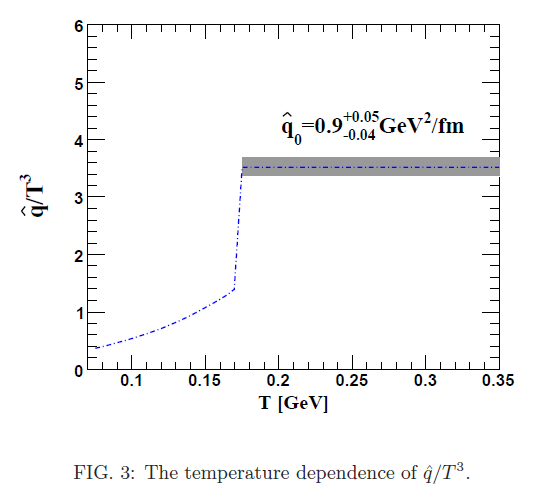 6
5
4
3
2
1
0
q̂/T³
q̂₀=0.9⁺⁰·⁰⁵₋₀.₀₄GeV²/fm
0.1 0.15 0.2 0.25 0.3 0.35
T [GeV]
FIG. 3: The temperature dependence of q̂/T³.